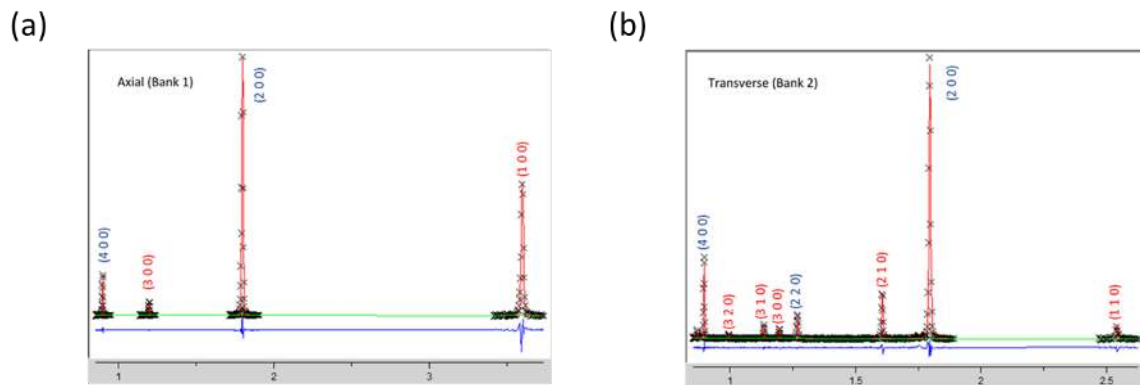 (a)
Axial (Bank 1)
(4 0 0)
(3 0 0)
(2 0 0)
(1 0 0)
1
2
3
(b)
Transverse (Bank 2)
(4 0 0)
(3 2 0)
(3 1 0)
(3 0 0)
(2 2 0)
(2 1 0)
(2 0 0)
(1 1 0)
1
1.5
2
2.5